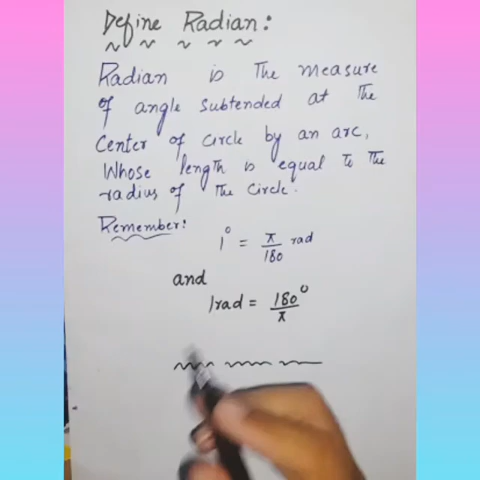 Define Radian:
Radian is The measure
of angle subtended at The
Center of circle by an arc,
Whose length is equal to The
radius of The Circle.
Remember:
1° = π/180 rad
and
1rad = 180°/π